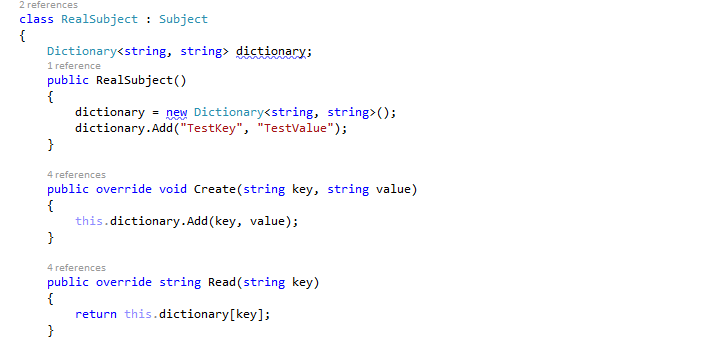 2 references
class RealSubject : Subject
{
Dictionary<string, string> dictionary;
1 reference
public RealSubject()
{
dictionary = new Dictionary<string, string>();
dictionary.Add("TestKey", "TestValue");
}
4 references
public override void Create(string key, string value)
{
this.dictionary.Add(key, value);
}
4 references
public override string Read(string key)
{
return this.dictionary[key];
}